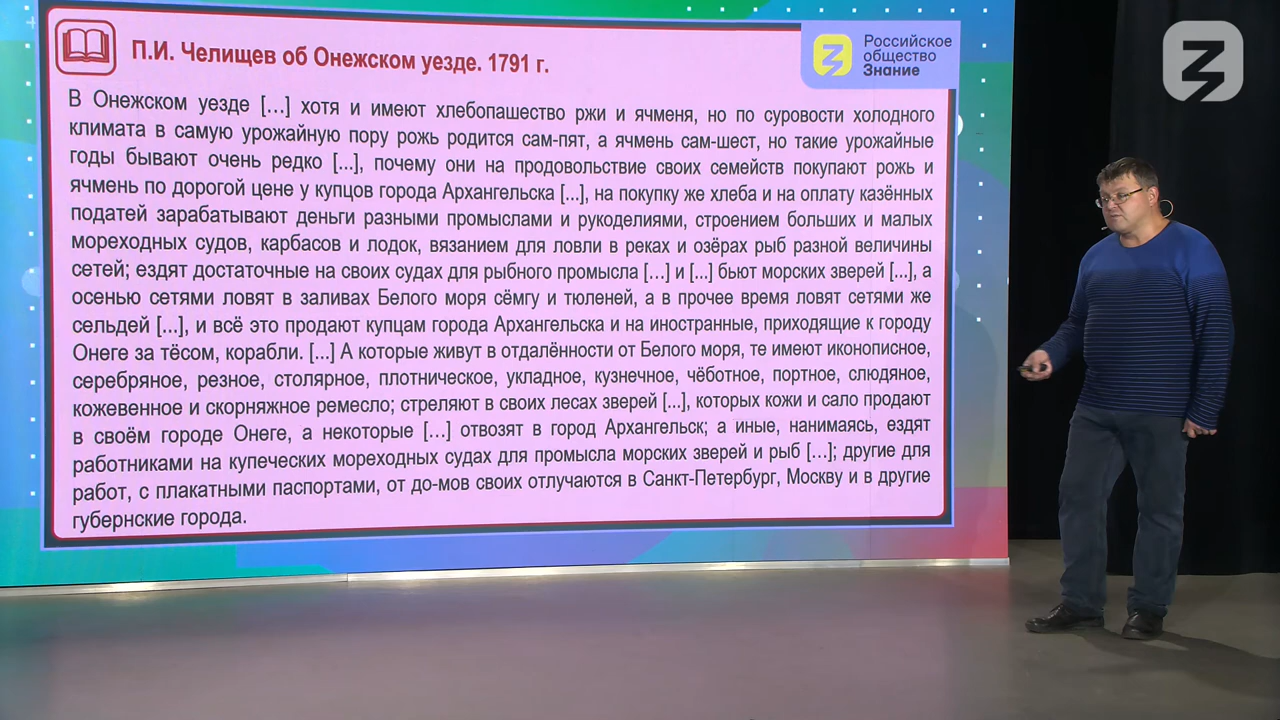 П.И. Челищев об Онежском уезде. 1791 г.
Российское
общество
Знание
В Онежском уезде […] хотя и имеют хлебопашество ржи и ячменя, но по суровости холодного
климата в самую урожайную пору рожь родится сам-пят, а ячмень сам-шест, но такие урожайные
годы бывают очень редко [...], почему они на продовольствие своих семейств покупают рожь и
ячмень по дорогой цене у купцов города Архангельска [...], на покупку же хлеба и на оплату казённых
податей зарабатывают деньги разными промыслами и рукоделиями, строением больших и малых
мореходных судов, карбасов и лодок, вязанием для ловли в реках и озёрах рыб разной величины
сетей; ездят достаточные на своих судах для рыбного промысла […] и [...] бьют морских зверей [...], а
осенью сетями ловят в заливах Белого моря сёмгу и тюленей, а в прочее время ловят сетями же
сельдей [...], и всё это продают купцам города Архангельска и на иностранные, приходящие к городу
Онеге за тёсом, корабли. [...] А которые живут в отдалённости от Белого моря, те имеют иконописное,
серебряное, резное, столярное, плотническое, укладное, кузнечное, чёботное, портное, слюдяное,
кожевенное и скорняжное ремесло; стреляют в своих лесах зверей [...], которых кожи и сало продают
в своём городе Онеге, а некоторые […] отвозят в город Архангельск; а иные, нанимаясь, ездят
работниками на купеческих мореходных судах для промысла морских зверей и рыб […]; другие для
работ, с плакатными паспортами, от до-мов своих отлучаются в Санкт-Петербург, Москву и в другие
губернские города.